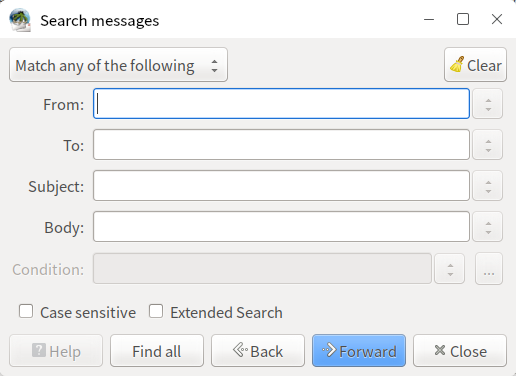 Search messages
Match any of the following
Clear
From:
To:
Subject:
Body:
Condition:
...
Case sensitive
Extended Search
Help
Find all
Back
Forward
Close